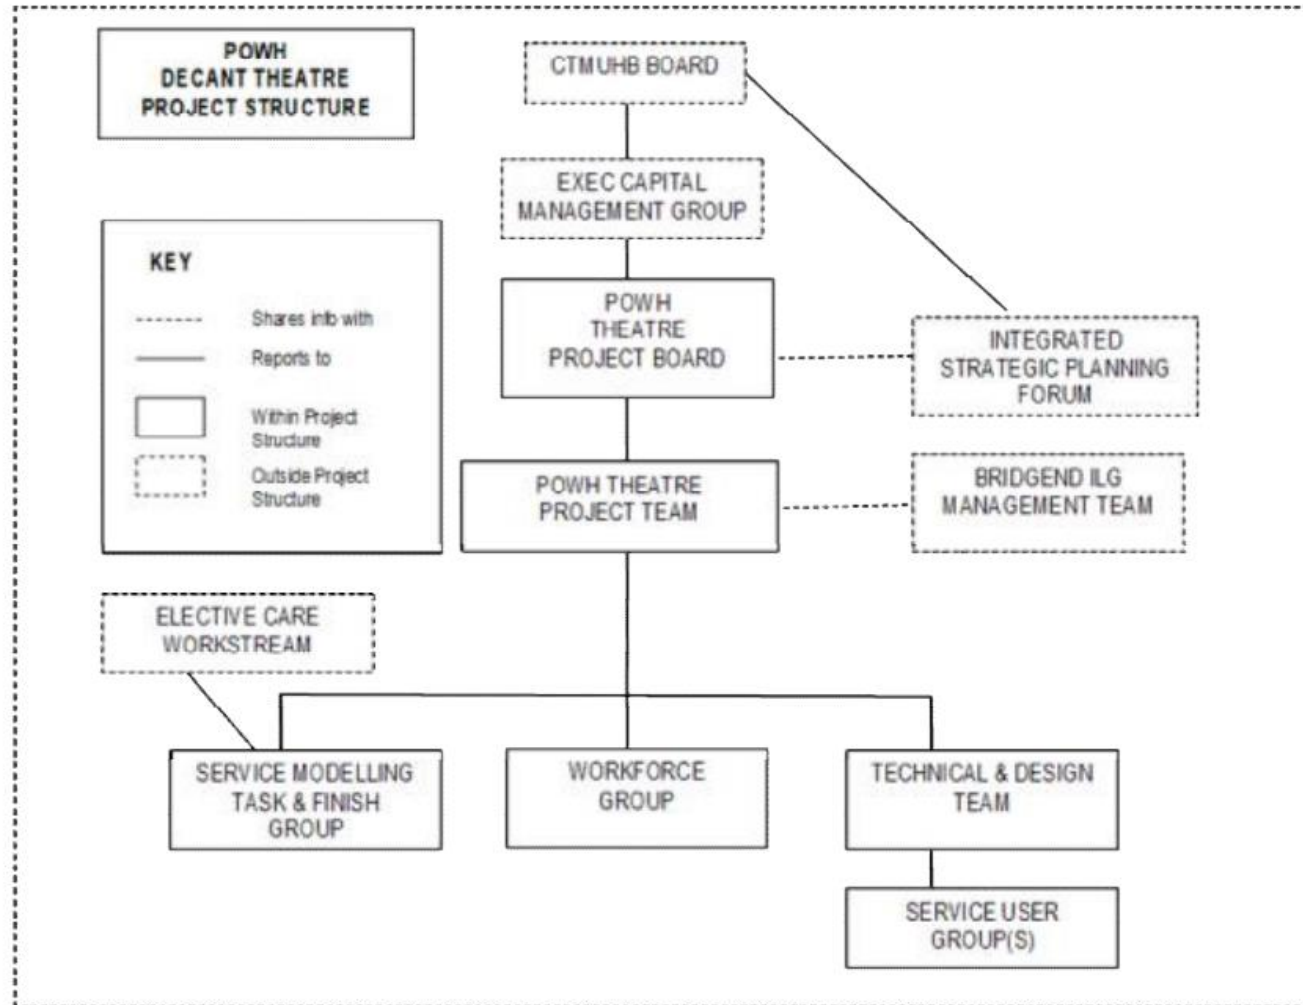 POWH
DECANT THEATRE
PROJECT STRUCTURE
CTMUHB BOARD
EXEC CAPITAL
MANAGEMENT GROUP
KEY
Shares info with
Reports to
Within Project
Structure
Outside Project
Structure
POWH
THEATRE
PROJECT BOARD
INTEGRATED
STRATEGIC PLANNING
FORUM
POWH THEATRE
PROJECT TEAM
BRIDGEND ILG
MANAGEMENT TEAM
ELECTIVE CARE
WORKSTREAM
SERVICE MODELLING
TASK & FINISH
GROUP
WORKFORCE
GROUP
TECHNICAL & DESIGN
TEAM
SERVICE USER
GROUP(S)